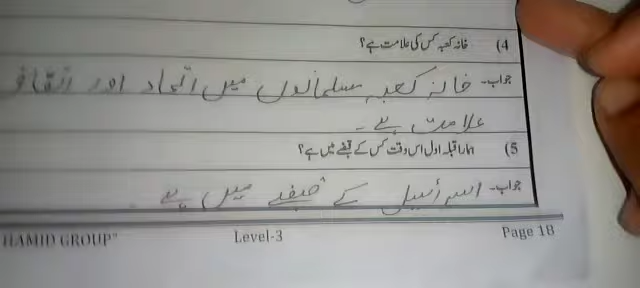 4) خانہ کعبہ کس کی علامت ہے؟
جواب۔ خانہ کعبہ مسلمانوں میں اتحاد اور اتفاق
علامت ہے۔
5) ہمارا قبلہ اول اس وقت کس کے قبضے میں ہے؟
جواب۔ اسرائیل کے قبضے میں ہے۔
HAMID GROUP" Level-3 Page 18